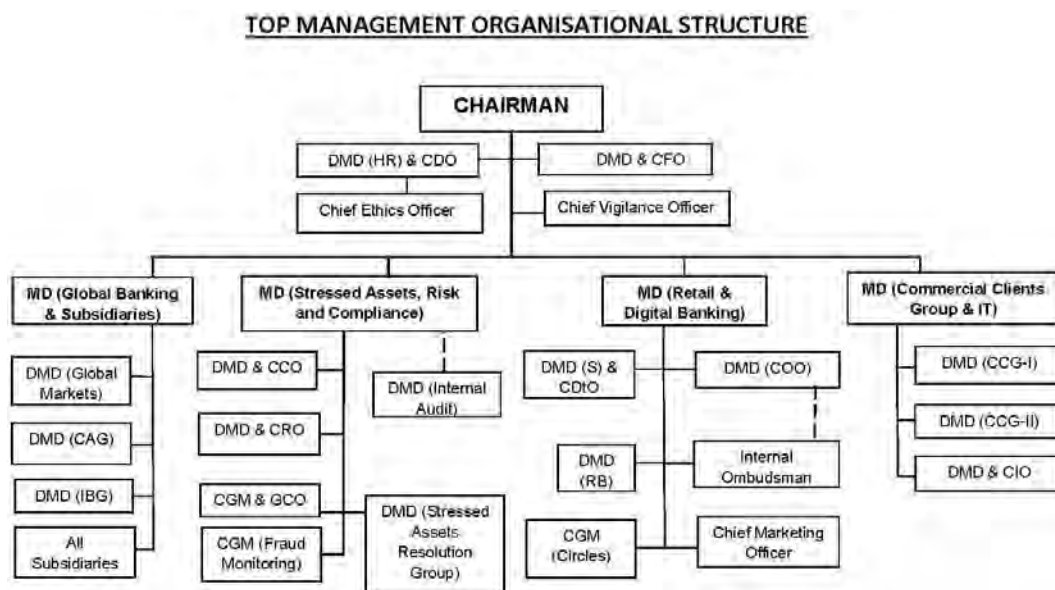 TOP MANAGEMENT ORGANISATIONAL STRUCTURE
CHAIRMAN
DMD (HR) & CDO
DMD & CFO
Chief Ethics Officer
Chief Vigilance Officer
MD (Global Banking
& Subsidiaries)
MD (Stressed Assets, Risk
and Compliance)
MD (Retail &
Digital Banking)
MD (Commercial Clients
Group & IT)
DMD (Global
Markets)
DMD (CAG)
DMD (IBG)
All
Subsidiaries
DMD & CCO
DMD (Internal
Audit)
DMD & CRO
CGM & GCO
CGM (Fraud
Monitoring)
DMD (Stressed
Assets
Resolution
Group)
DMD (S) &
CDtO
DMD (COO)
DMD
(RB)
Internal
Ombudsman
CGM
(Circles)
Chief Marketing
Officer
DMD (CCG-I)
DMD (CCG-II)
DMD & CIO